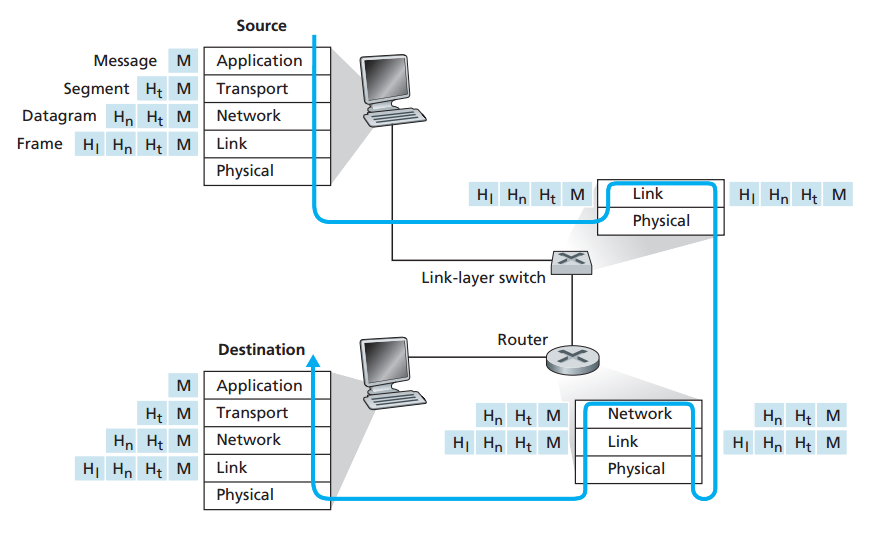 Source
Message M Application
Segment Ht M Transport
Datagram Hn Ht M Network
Frame Hl Hn Ht M Link
Physical
Hl Hn Ht M Link Hl Hn Ht M
Physical
Link-layer switch
Router
Destination
M Application
Ht M Transport
Hn Ht M Network
Hl Hn Ht M Link
Physical
Hn Ht M Network Hn Ht M
Hl Hn Ht M Link Hl Hn Ht M
Physical